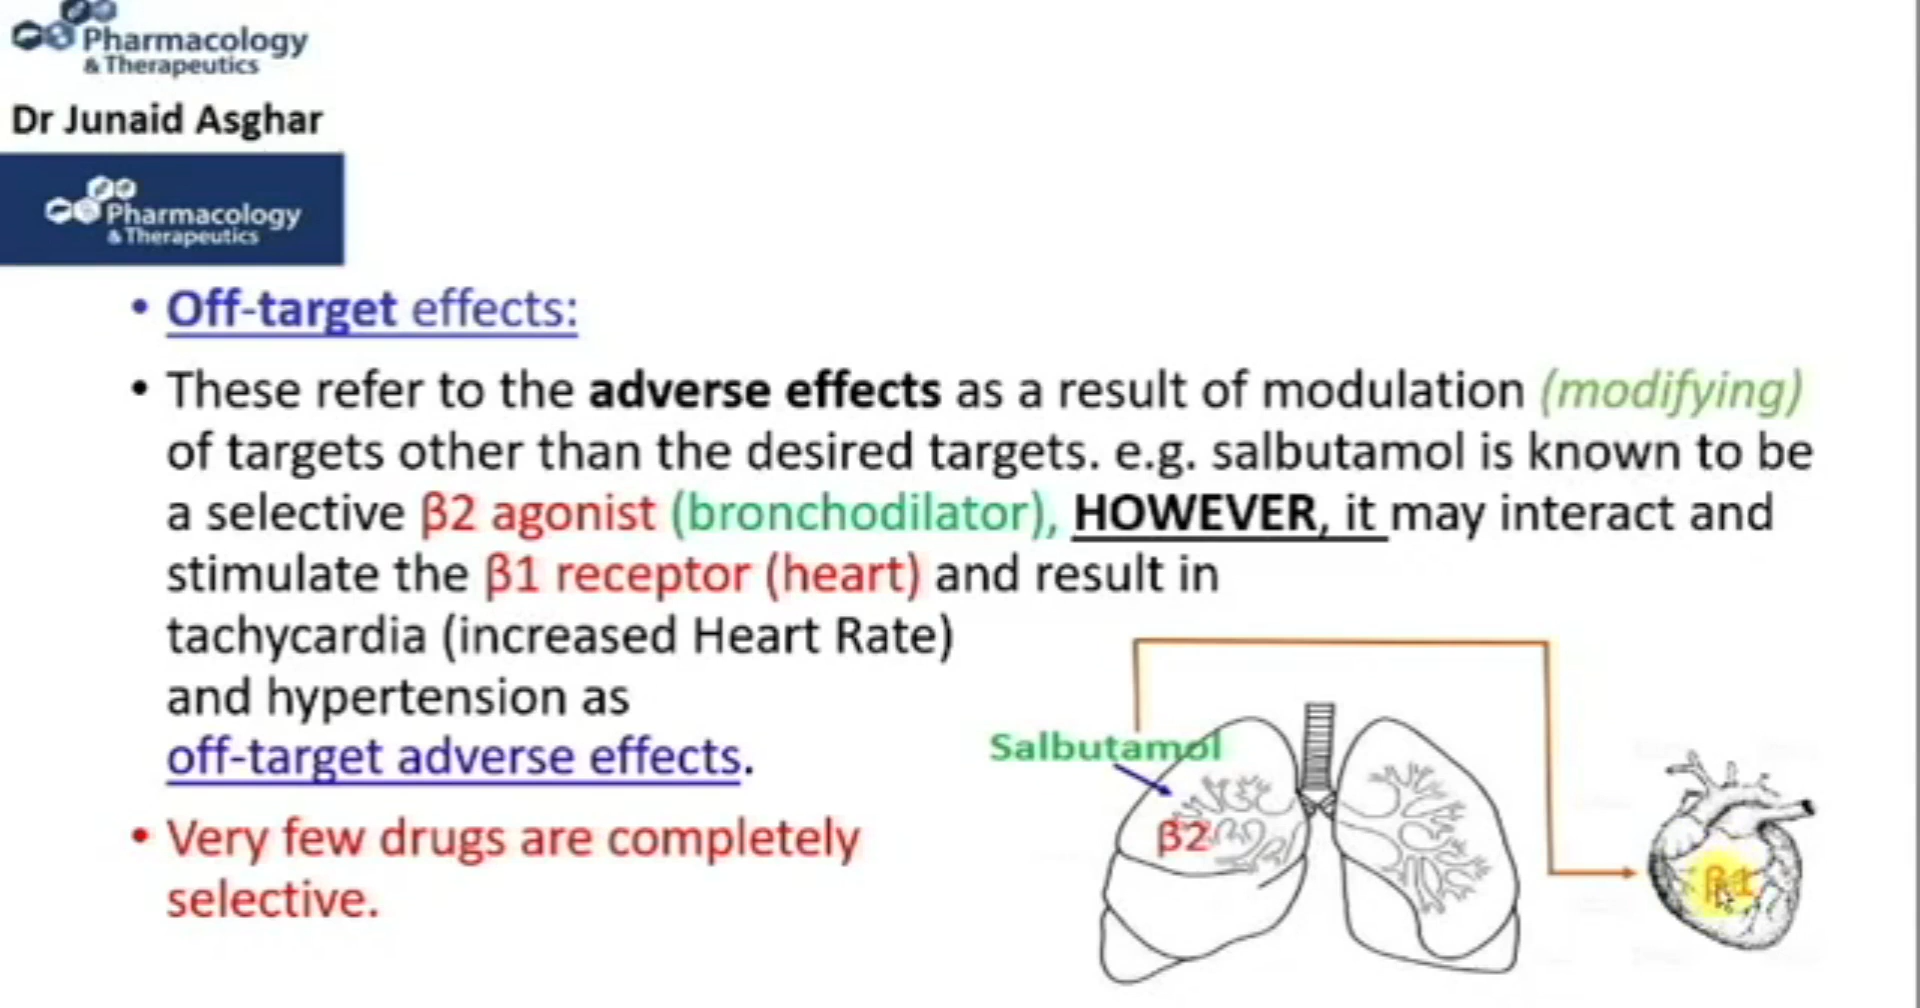 Pharmacology
& Therapeutics
Dr Junaid Asghar
Pharmacology
& Therapeutics
• Off-target effects:
• These refer to the adverse effects as a result of modulation (modifying)
of targets other than the desired targets. e.g. salbutamol is known to be
a selective β2 agonist (bronchodilator), HOWEVER, it may interact and
stimulate the β1 receptor (heart) and result in
tachycardia (increased Heart Rate)
and hypertension as
off-target adverse effects.
• Very few drugs are completely
selective.
Salbutamol
β2
β1